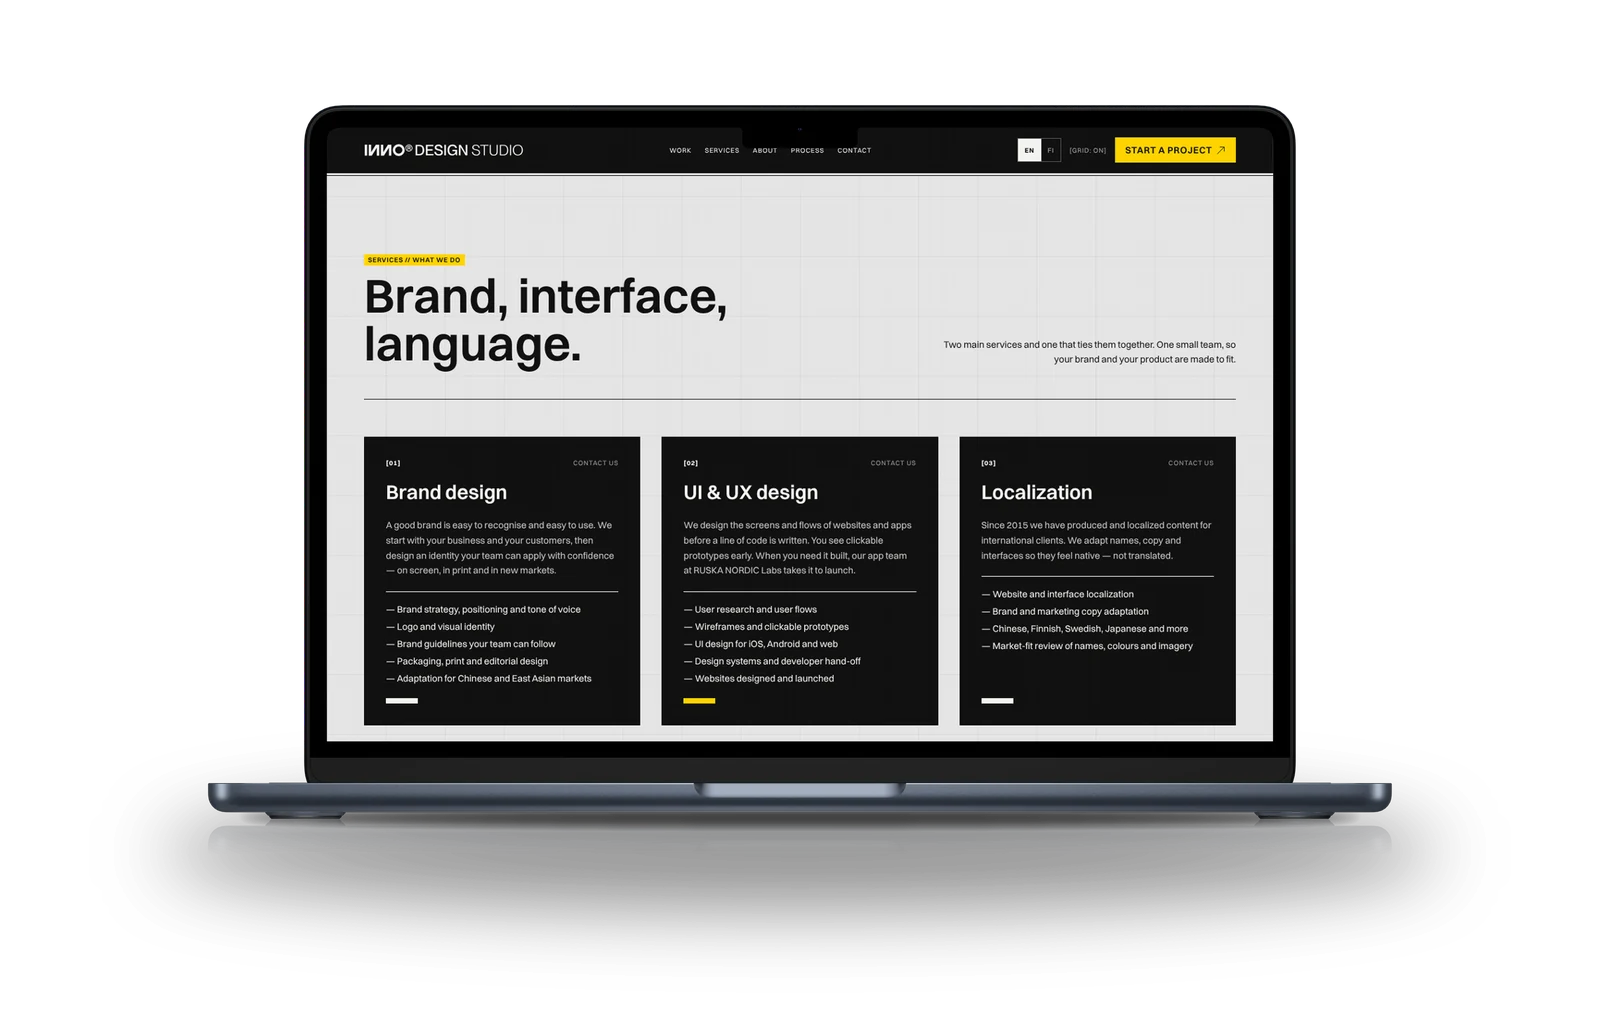 INNO® DESIGN STUDIO
WORK SERVICES ABOUT PROCESS CONTACT
EN FI [GRID: ON] START A PROJECT ↗
SERVICES // WHAT WE DO
Brand, interface,
language.
Two main services and one that ties them together. One small team, so
your brand and your product are made to fit.
[01] CONTACT US
Brand design
A good brand is easy to recognise and easy to use. We
start with your business and your customers, then
design an identity your team can apply with confidence
— on screen, in print and in new markets.
— Brand strategy, positioning and tone of voice
— Logo and visual identity
— Brand guidelines your team can follow
— Packaging, print and editorial design
— Adaptation for Chinese and East Asian markets
[02] CONTACT US
UI & UX design
We design the screens and flows of websites and apps
before a line of code is written. You see clickable
prototypes early. When you need it built, our app team
at RUSKA NORDIC Labs takes it to launch.
— User research and user flows
— Wireframes and clickable prototypes
— UI design for iOS, Android and web
— Design systems and developer hand-off
— Websites designed and launched
[03] CONTACT US
Localization
Since 2015 we have produced and localized content for
international clients. We adapt names, copy and
interfaces so they feel native — not translated.
— Website and interface localization
— Brand and marketing copy adaptation
— Chinese, Finnish, Swedish, Japanese and more
— Market-fit review of names, colours and imagery